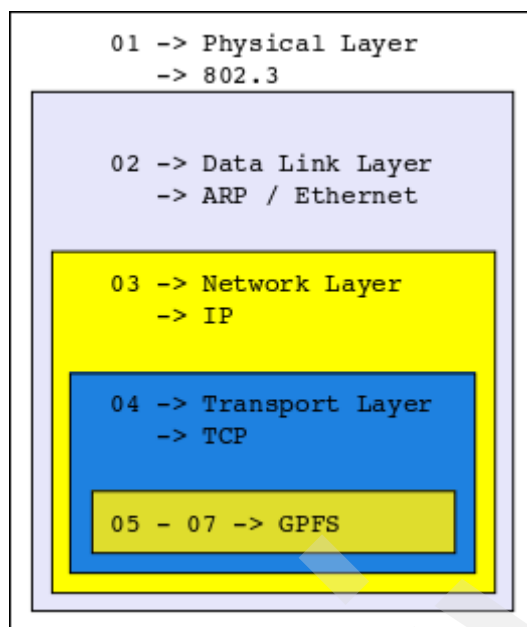 01 -> Physical Layer
-> 802.3
02 -> Data Link Layer
-> ARP / Ethernet
03 -> Network Layer
-> IP
04 -> Transport Layer
-> TCP
05 - 07 -> GPFS